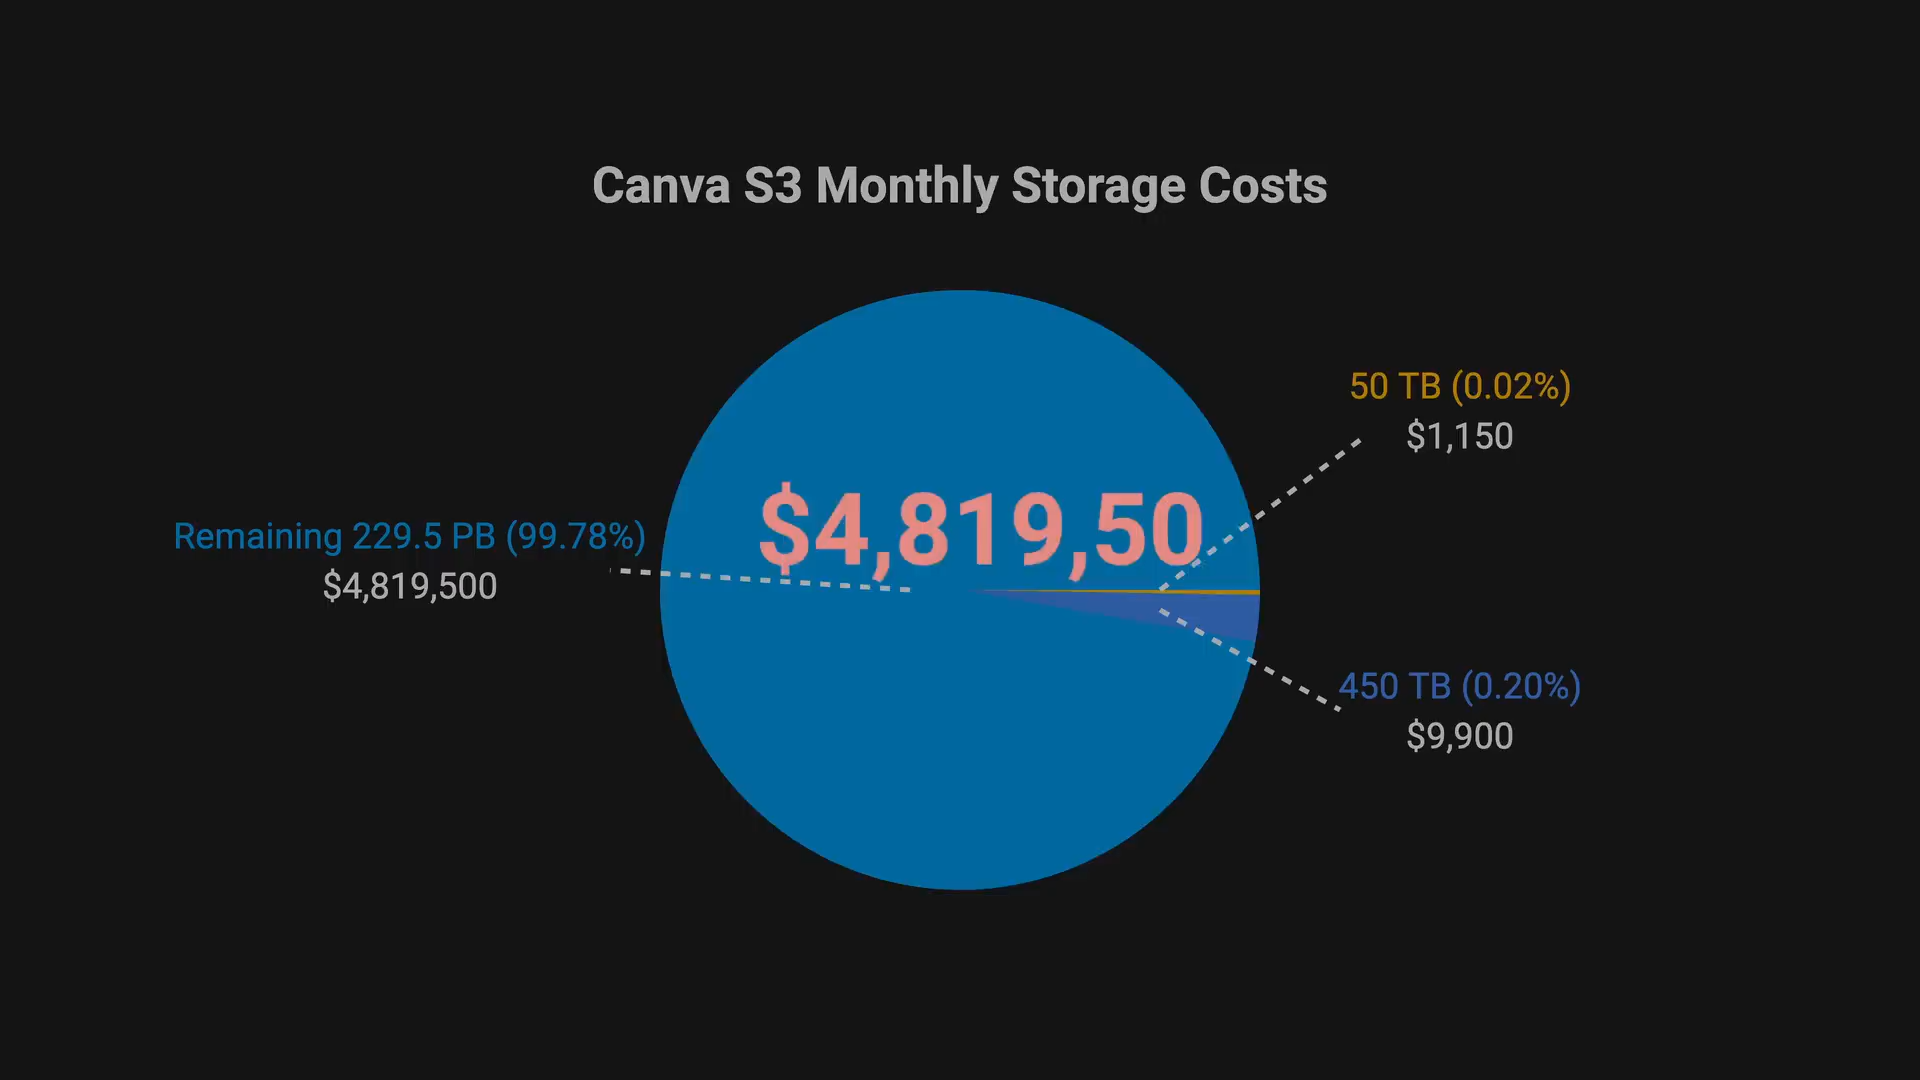 Canva S3 Monthly Storage Costs
50 TB (0.02%)
$1,150
$4,819,50
Remaining 229.5 PB (99.78%)
$4,819,500
450 TB (0.20%)
$9,900